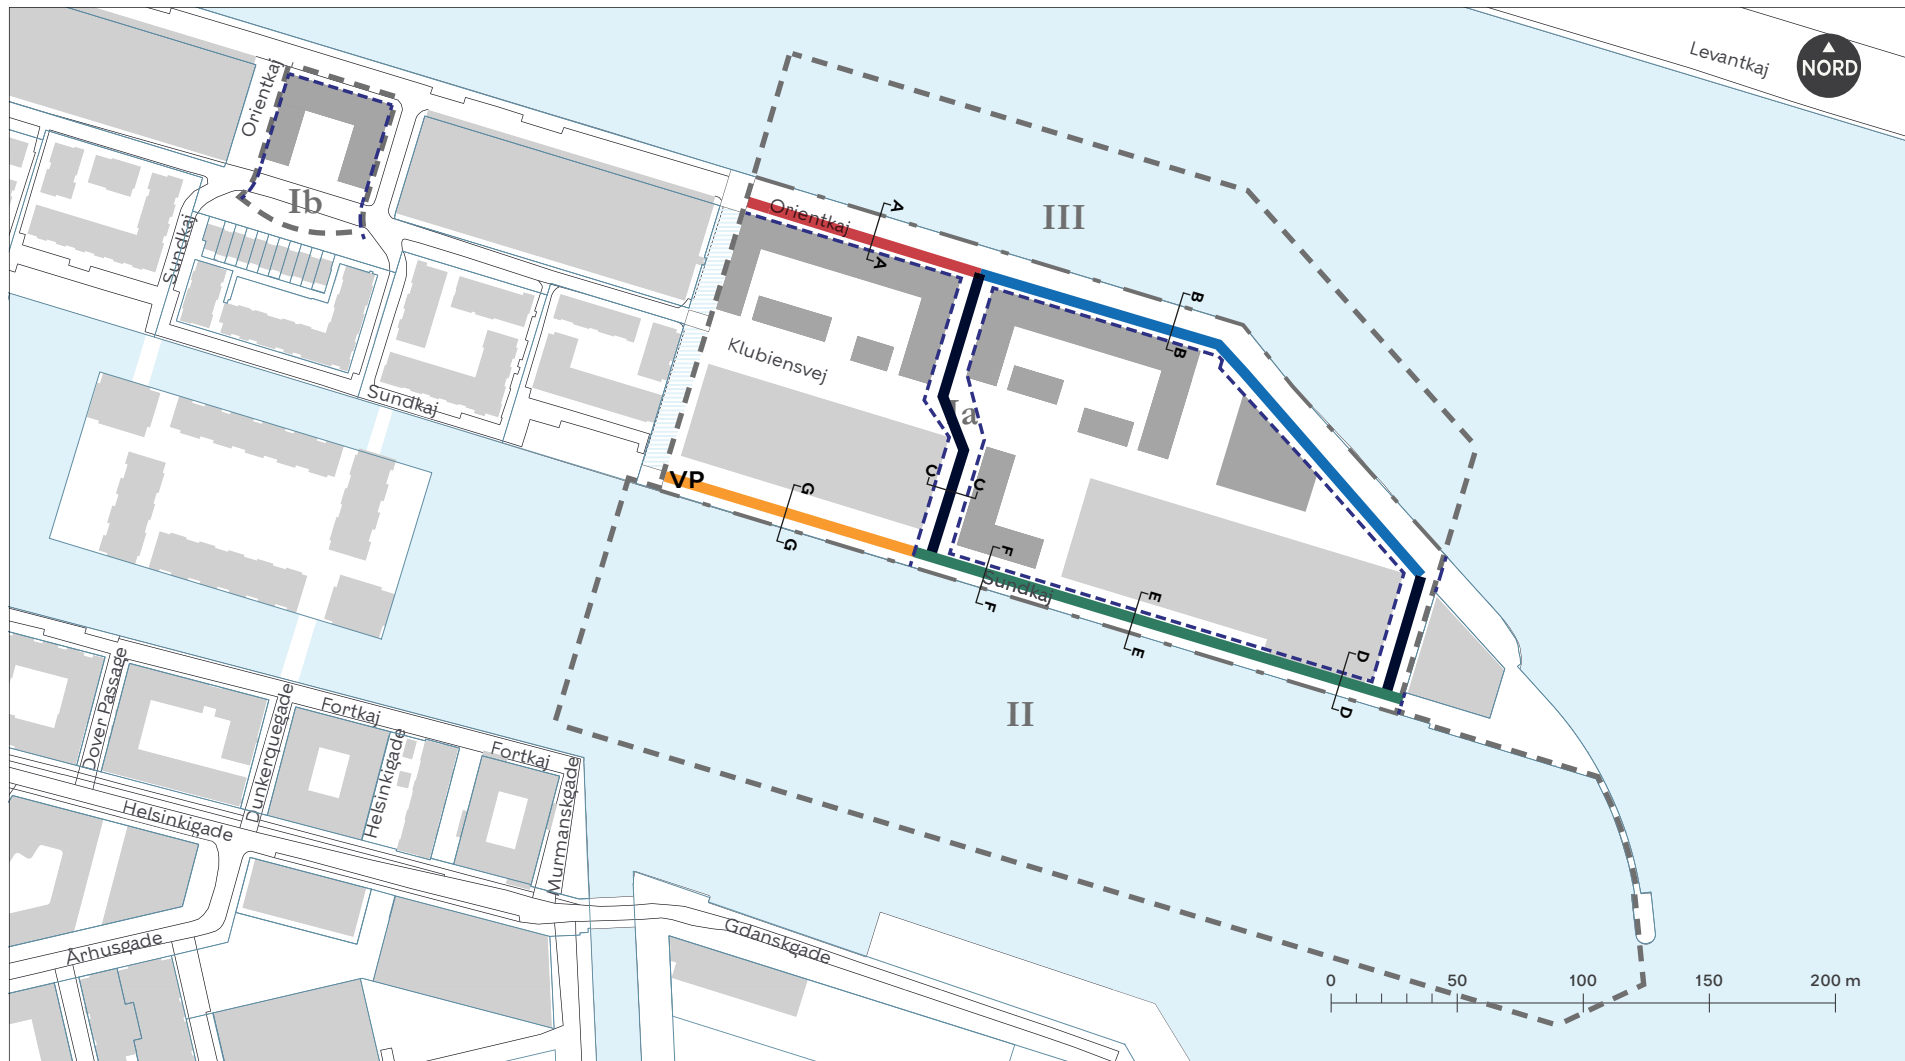 Levantkaj
NORD
Orientkaj
Ib
III
Orientkaj
A
A
Sundkaj
B
B
Klubiensvej
Sundkaj
Ia
C
C
VP
G
G
F
Sundkaj
F
E
E
D
D
II
Dover Passage
Dunkerquegade
Fortkaj
Helsinkigade
Fortkaj
Murmanskgade
Helsinkigade
Århusgade
Gdanskgade
0 50 100 150 200 m